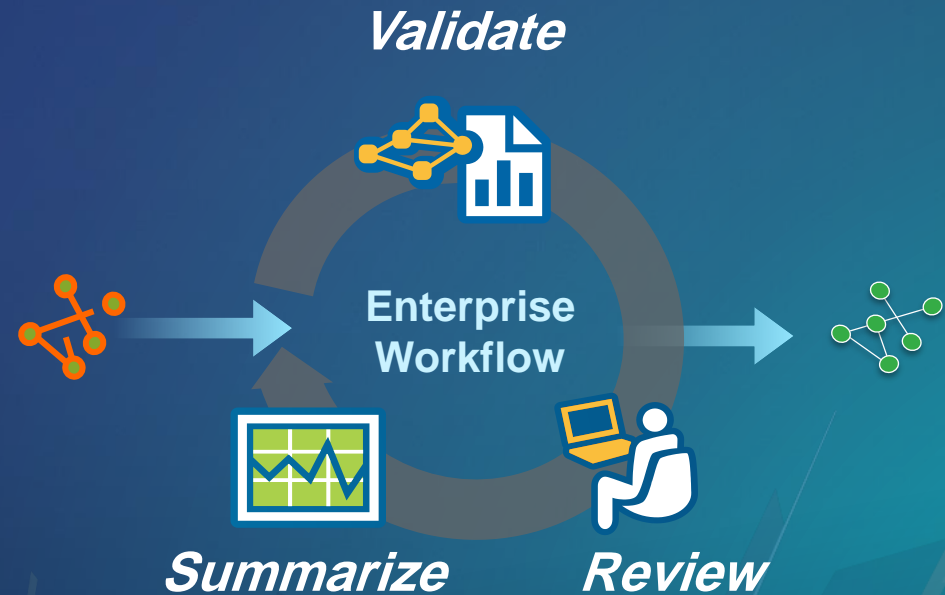 Validate
Enterprise
Workflow
Summarize
Review